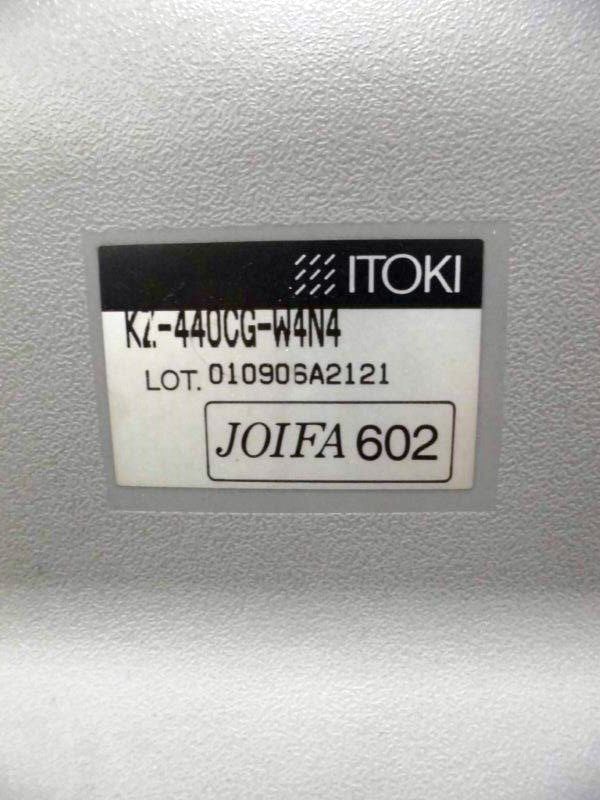 ITOKI
KZ-440CG-W4N4
LOT. 010906A2121
JOIFA 602